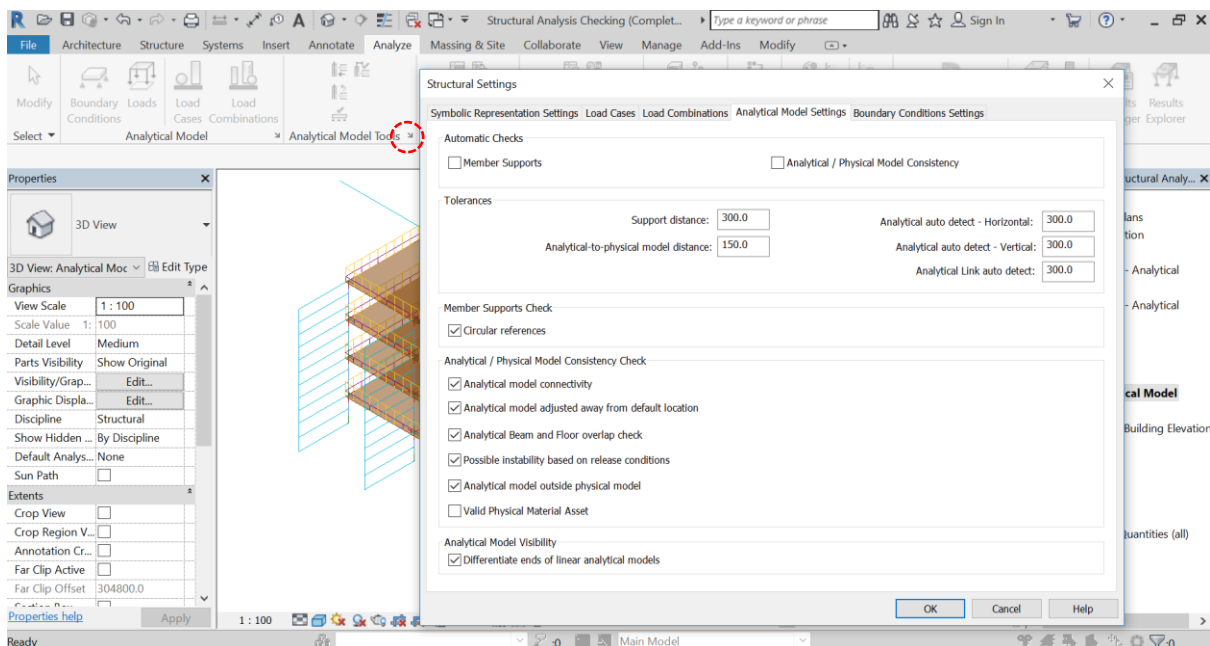 R A Structural Analysis Checking (Complet... Type a keyword or phrase Sign In
File Architecture Structure Systems Insert Annotate Analyze Massing & Site Collaborate View Manage Add-Ins Modify
Modify Boundary Conditions Loads Load Cases Load Combinations
Results Explorer
Select Analytical Model Analytical Model Tools
Structural Settings
Symbolic Representation Settings Load Cases Load Combinations Analytical Model Settings Boundary Conditions Settings
Automatic Checks
Member Supports Analytical / Physical Model Consistency
Tolerances
Support distance: 300.0 Analytical auto detect - Horizontal: 300.0
Analytical-to-physical model distance: 150.0 Analytical auto detect - Vertical: 300.0
Analytical Link auto detect: 300.0
Member Supports Check
Circular references
Analytical / Physical Model Consistency Check
Analytical model connectivity
Analytical model adjusted away from default location
Analytical Beam and Floor overlap check
Possible instability based on release conditions
Analytical model outside physical model
Valid Physical Material Asset
Analytical Model Visibility
Differentiate ends of linear analytical models
OK Cancel Help
Properties
3D View
3D View: Analytical Moc Edit Type
Graphics
View Scale 1 : 100
Scale Value 1: 100
Detail Level Medium
Parts Visibility Show Original
Visibility/Grap... Edit...
Graphic Displa... Edit...
Discipline Structural
Show Hidden ... By Discipline
Default Analys... None
Sun Path
Extents
Crop View
Crop Region V...
Annotation Cr...
Far Clip Active
Far Clip Offset 304800.0
Properties help Apply
1 : 100
uctural Analy...
lans
tion
- Analytical
- Analytical
cal Model
Building Elevation
Quantities (all)
Ready :0 Main Model :0